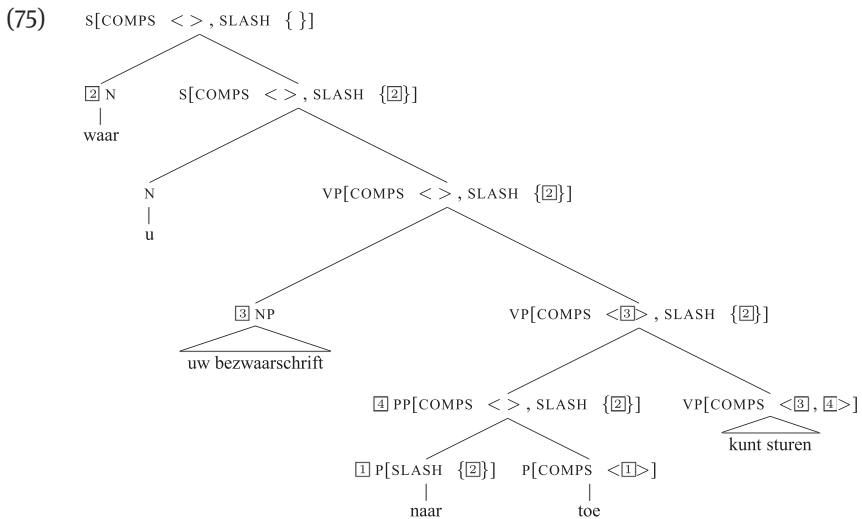 (75) S[COMPS < >, SLASH { }]
[2] N S[COMPS < >, SLASH {[2]}]
waar
N VP[COMPS < >, SLASH {[2]}]
u
[3] NP VP[COMPS <[3]>, SLASH {[2]}]
uw bezwaarschrift
[4] PP[COMPS < >, SLASH {[2]}] VP[COMPS <[3], [4]>]
kunt sturen
[1] P[SLASH {[2]}] P[COMPS <[1]>]
naar toe